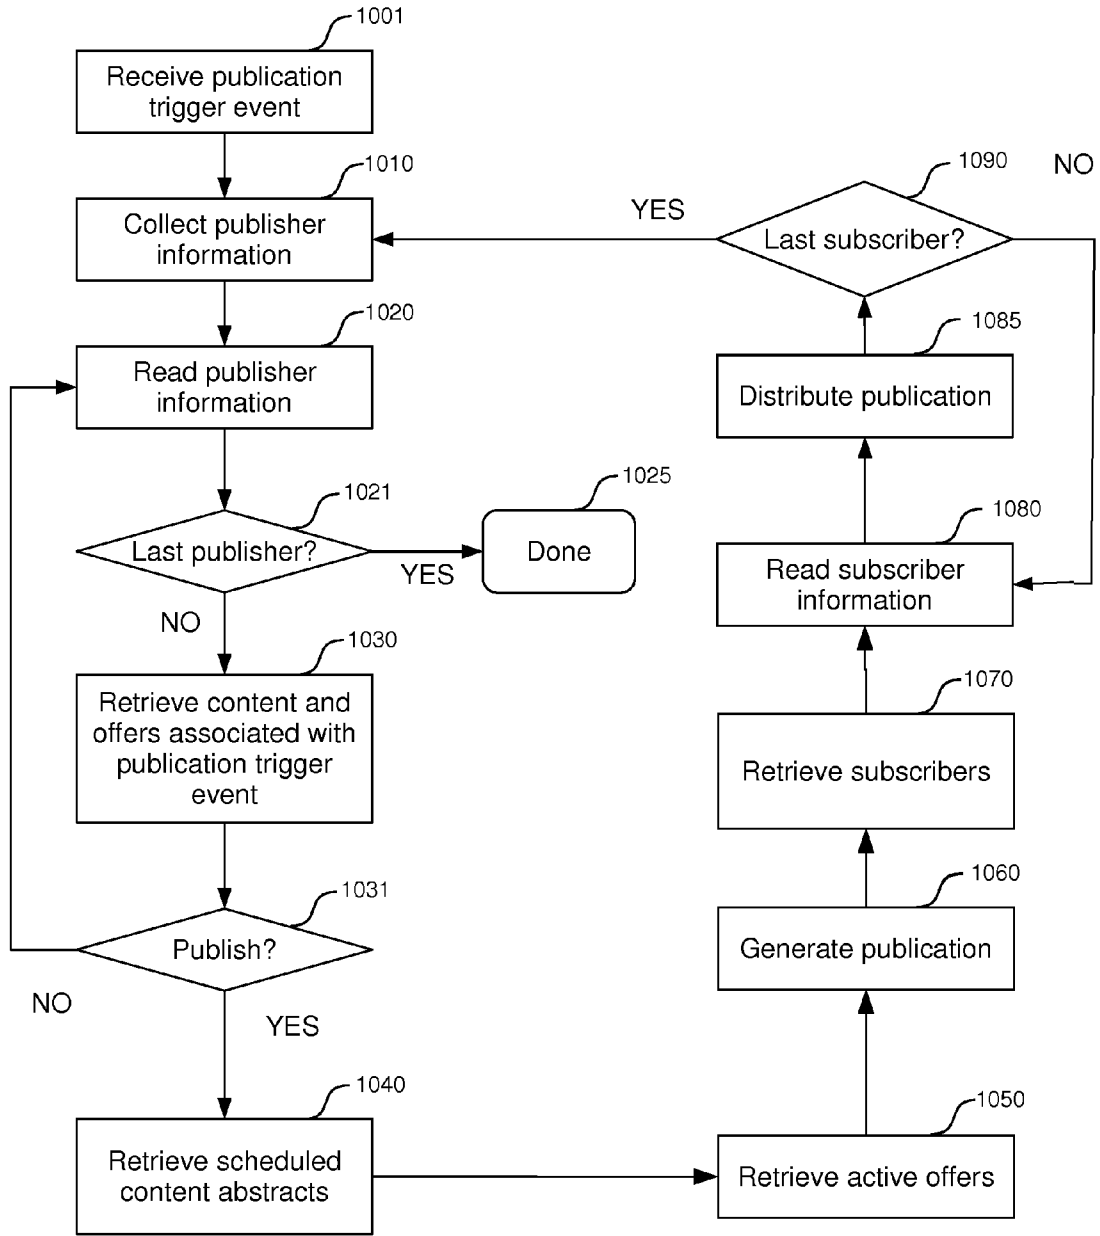 1001
Receive publication
trigger event
1010
Collect publisher
information
1020
Read publisher
information
1021
Last publisher?
YES
1025
Done
NO
1030
Retrieve content and
offers associated with
publication trigger
event
1031
Publish?
NO
YES
1040
Retrieve scheduled
content abstracts
1050
Retrieve active offers
1060
Generate publication
1070
Retrieve subscribers
1080
Read subscriber
information
1085
Distribute publication
1090
Last subscriber?
YES
NO